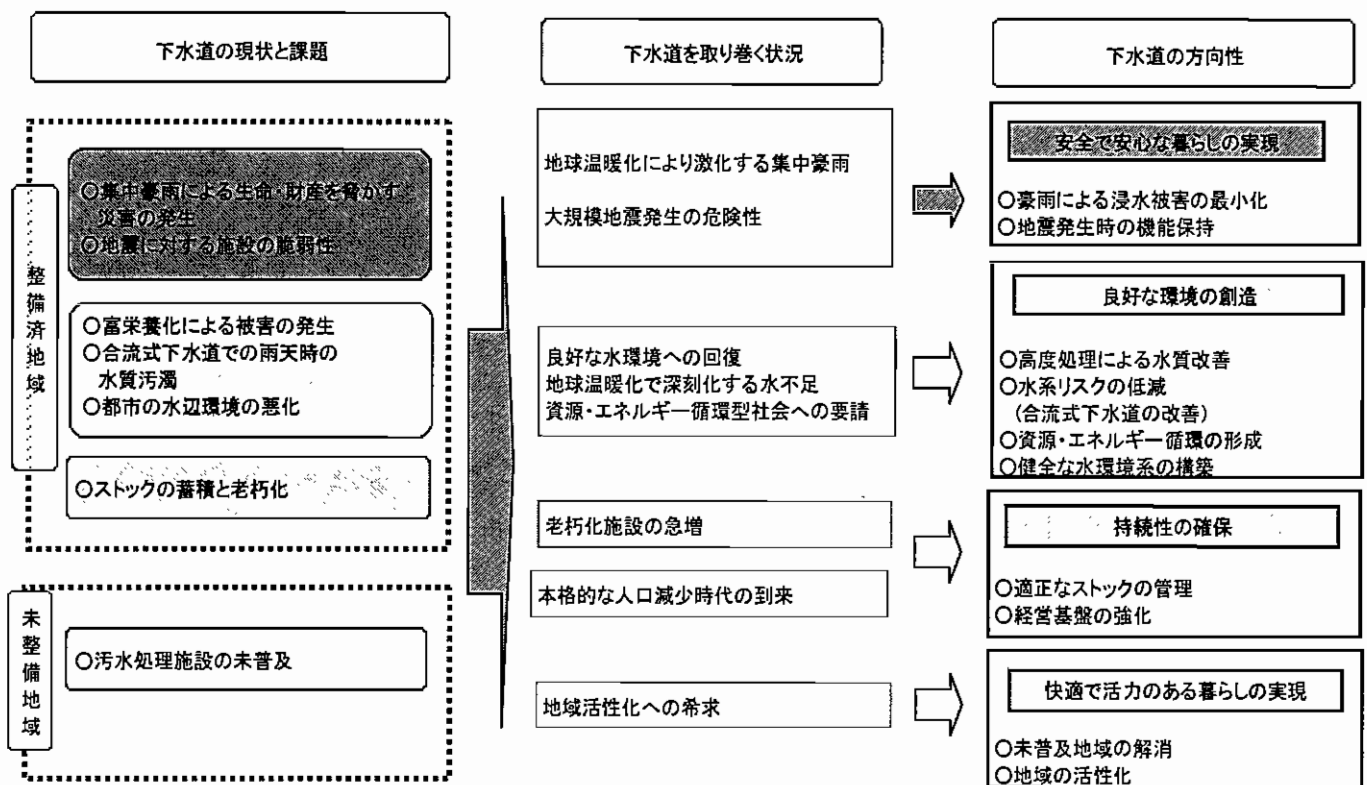 下水道の現状と課題
整備済地域
○集中豪雨による生命・財産を脅かす
災害の発生
○地震に対する施設の脆弱性
○富栄養化による被害の発生
○合流式下水道での雨天時の
水質汚濁
○都市の水辺環境の悪化
○ストックの蓄積と老朽化
未整備地域
○汚水処理施設の未普及
下水道を取り巻く状況
地球温暖化により激化する集中豪雨
大規模地震発生の危険性
良好な水環境への回復
地球温暖化で深刻化する水不足
資源・エネルギー循環型社会への要請
老朽化施設の急増
本格的な人口減少時代の到来
地域活性化への希求
下水道の方向性
安全で安心な暮らしの実現
○豪雨による浸水被害の最小化
○地震発生時の機能保持
良好な環境の創造
○高度処理による水質改善
○水系リスクの低減
(合流式下水道の改善)
○資源・エネルギー循環の形成
○健全な水環境系の構築
持続性の確保
○適正なストックの管理
○経営基盤の強化
快適で活力のある暮らしの実現
○未普及地域の解消
○地域の活性化